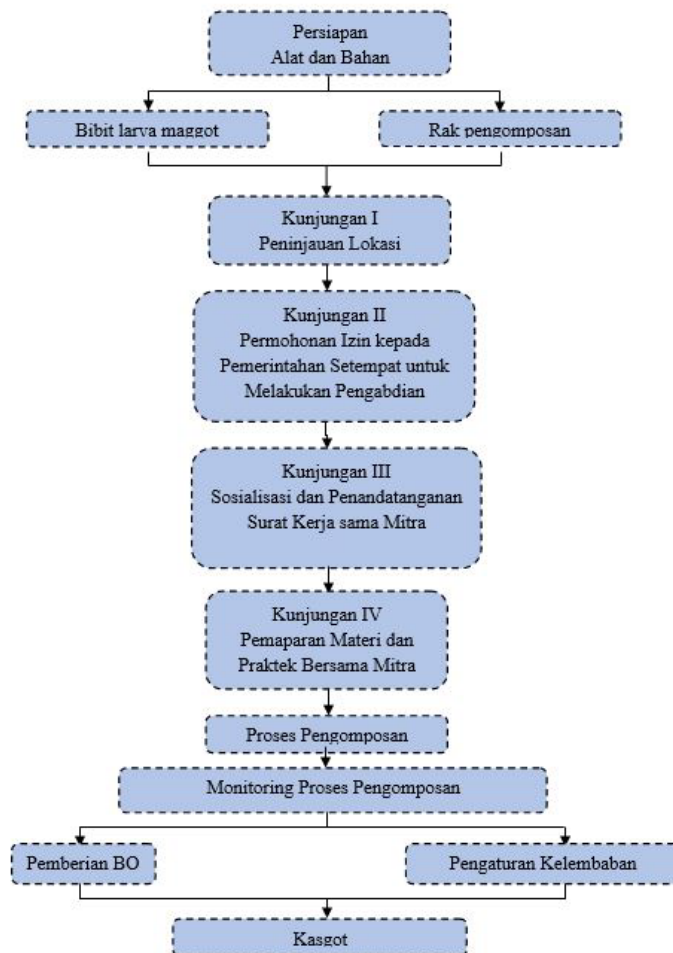 Persiapan
Alat dan Bahan
Bibit larva maggot
Rak pengomposan
Kunjungan I
Peninjauan Lokasi
Kunjungan II
Permohonan Izin kepada
Pemerintahan Setempat untuk
Melakukan Pengabdian
Kunjungan III
Sosialisasi dan Penandatanganan
Surat Kerja sama Mitra
Kunjungan IV
Pemaparan Materi dan
Praktek Bersama Mitra
Proses Pengomposan
Monitoring Proses Pengomposan
Pemberian BO
Pengaturan Kelembaban
Kasgot